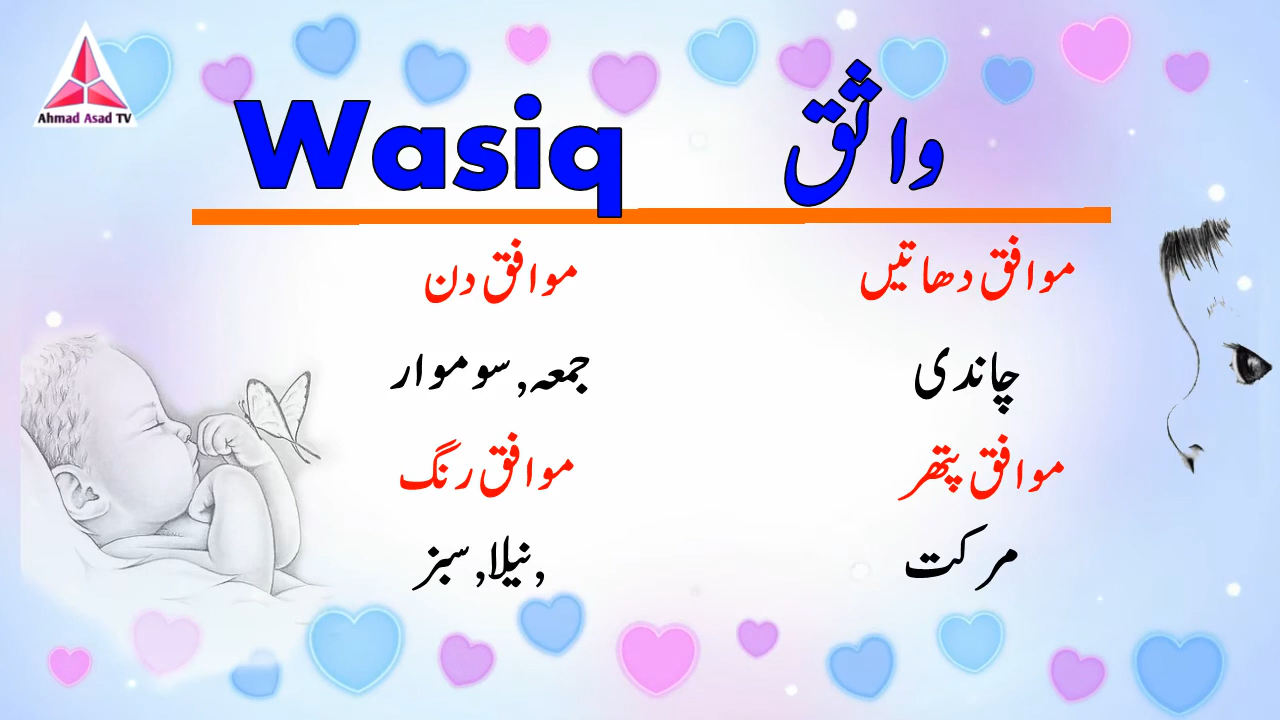 Ahmad Asad TV
Wasiq واثق
موافق دھاتیں موافق دن
چاندی جمعہ, سوموار
موافق پتھر موافق رنگ
مرکت ,نیلا, سبز